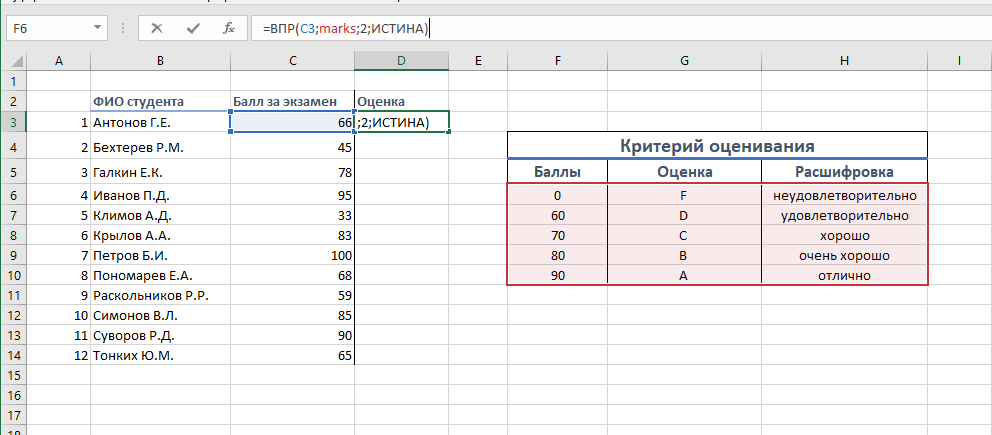 F6 fx =ВПР(C3;marks;2;ИСТИНА)
A B C D E F G H I
1
2 ФИО студента Балл за экзамен Оценка
3 1 Антонов Г.Е. 66 ;2;ИСТИНА)
4 2 Бехтерев Р.М. 45 Критерий оценивания
5 3 Галкин Е.К. 78 Баллы Оценка Расшифровка
6 4 Иванов П.Д. 95 0 F неудовлетворительно
7 5 Климов А.Д. 33 60 D удовлетворительно
8 6 Крылов А.А. 83 70 C хорошо
9 7 Петров Б.И. 100 80 B очень хорошо
10 8 Пономарев Е.А. 68 90 A отлично
11 9 Раскольников Р.Р. 59
12 10 Симонов В.Л. 85
13 11 Суворов Р.Д. 90
14 12 Тонких Ю.М. 65
15
16
17
18